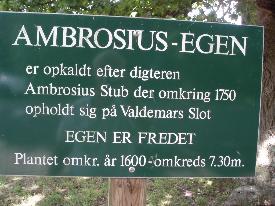 AMBROSIUS-EGEN
er opkaldt efter digteren
Ambrosius Stub der omkring 1750
opholdt sig på Valdemars Slot
EGEN ER FREDET
Plantet omkr. år 1600-omkreds 7.30m.